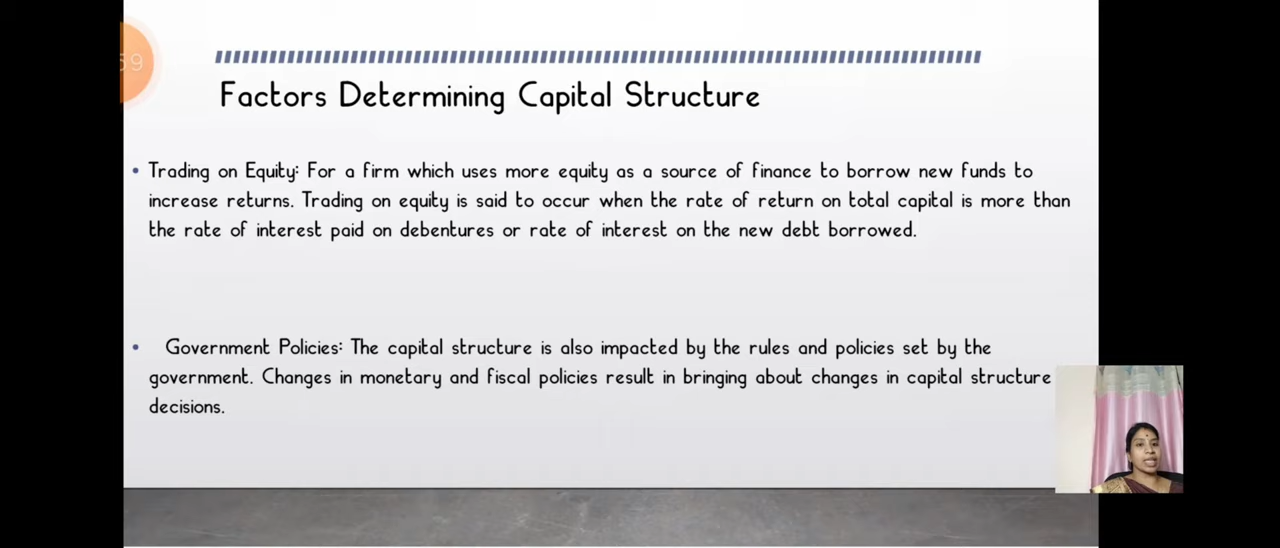 59
Factors Determining Capital Structure
• Trading on Equity: For a firm which uses more equity as a source of finance to borrow new funds to
increase returns. Trading on equity is said to occur when the rate of return on total capital is more than
the rate of interest paid on debentures or rate of interest on the new debt borrowed.
• Government Policies: The capital structure is also impacted by the rules and policies set by the
government. Changes in monetary and fiscal policies result in bringing about changes in capital structure
decisions.